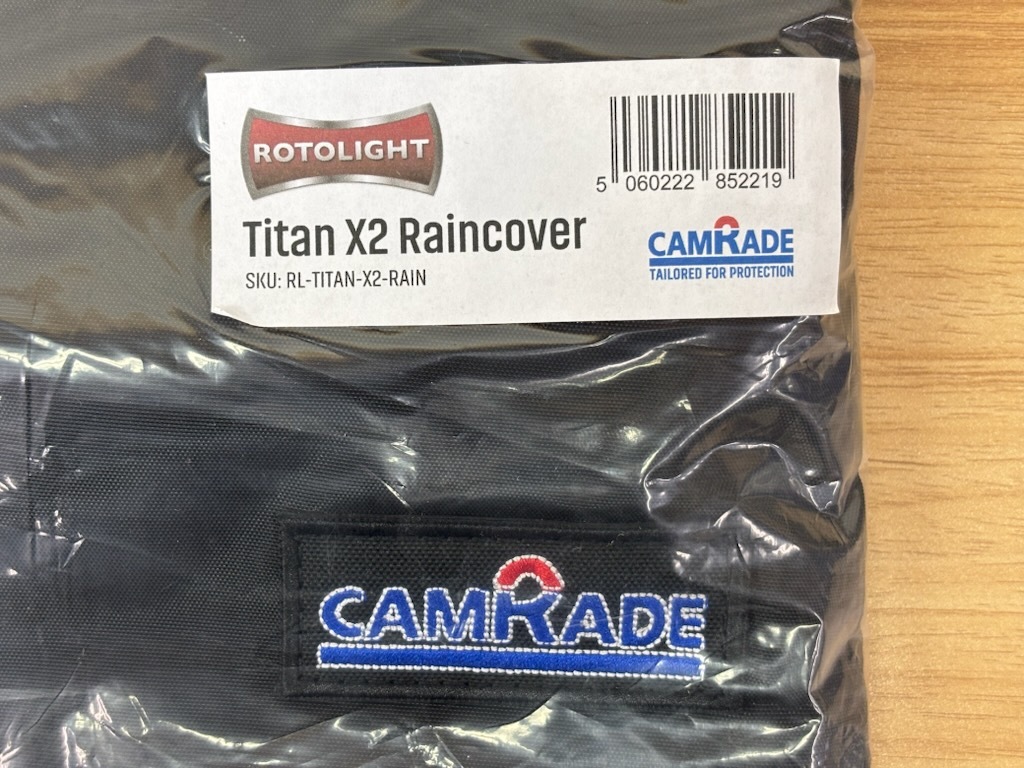 ROTOLIGHT
5 060222 852219
Titan X2 Raincover
SKU: RL-TITAN-X2-RAIN
CAMRADE
TAILORED FOR PROTECTION
CAMRADE